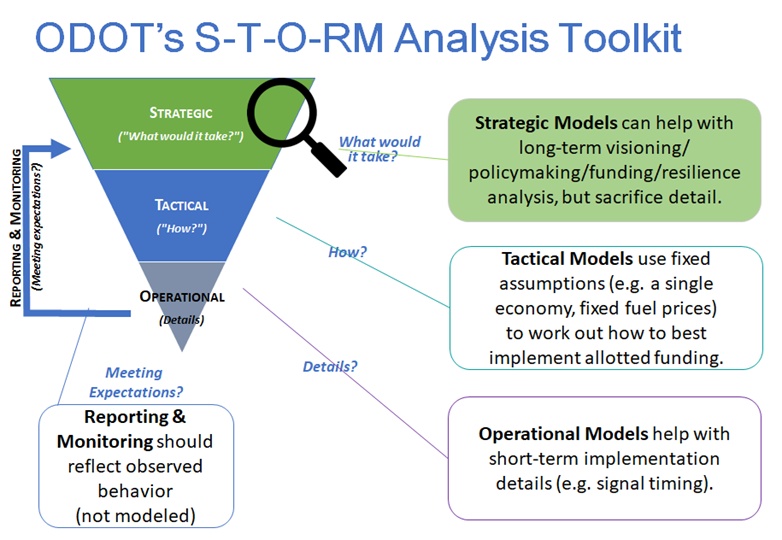 ODOT's S-T-O-RM Analysis Toolkit
STRATEGIC
("What would it take?")
TACTICAL
("How?")
OPERATIONAL
(Details)
REPORTING & MONITORING
(Meeting expectations?)
What would
it take?
Strategic Models can help with
long-term visioning/
policymaking/funding/resilience
analysis, but sacrifice detail.
How?
Tactical Models use fixed
assumptions (e.g. a single
economy, fixed fuel prices)
to work out how to best
implement allotted funding.
Details?
Operational Models help with
short-term implementation
details (e.g. signal timing).
Meeting
Expectations?
Reporting &
Monitoring should
reflect observed
behavior
(not modeled)